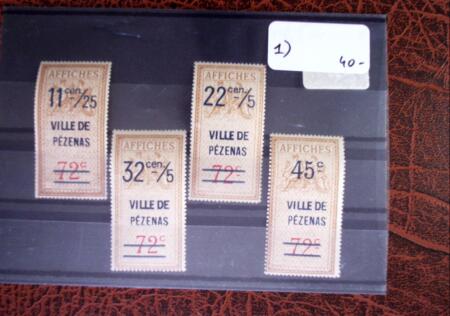 1)
40-
AFFICHES
11 cen-/25
VILLE DE
PÉZENAS
72c
AFFICHES
32 cen-/5
VILLE DE
PÉZENAS
72c
AFFICHES
22 cen-/5
VILLE DE
PÉZENAS
72c
AFFICHES
45c
VILLE DE
PÉZENAS
72c